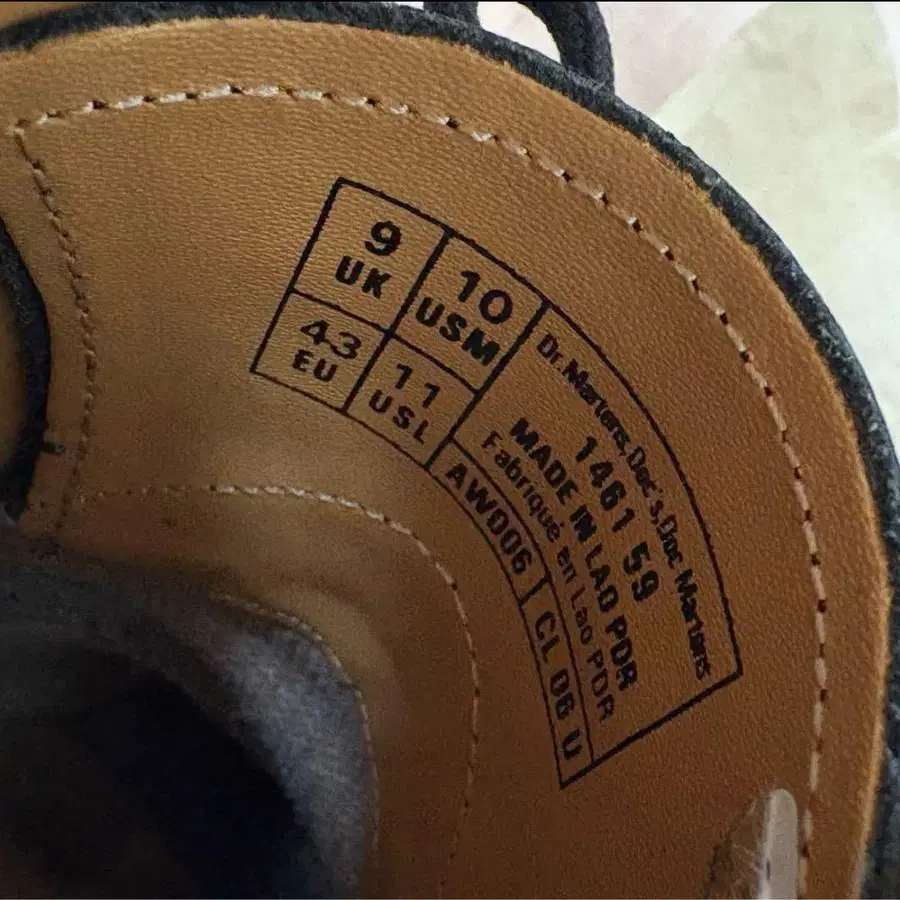 9
UK
10
USM
43
EU
11
USL
Dr.Martens,Doc's,Doc Martens
1461 59
MADE IN LAO PDR
Fabriqué en Lao PDR
AW006
CL 06 U